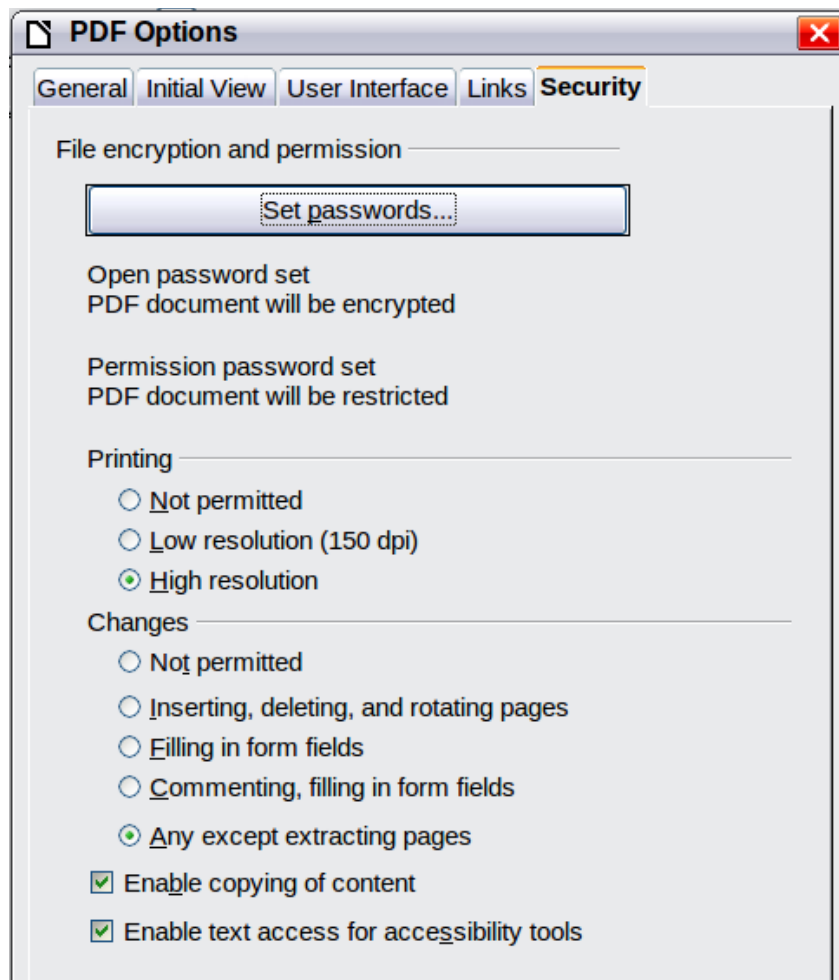 PDF Options
General Initial View User Interface Links Security
File encryption and permission
Set passwords...
Open password set
PDF document will be encrypted
Permission password set
PDF document will be restricted
Printing
Not permitted
Low resolution (150 dpi)
High resolution
Changes
Not permitted
Inserting, deleting, and rotating pages
Filling in form fields
Commenting, filling in form fields
Any except extracting pages
Enable copying of content
Enable text access for accessibility tools